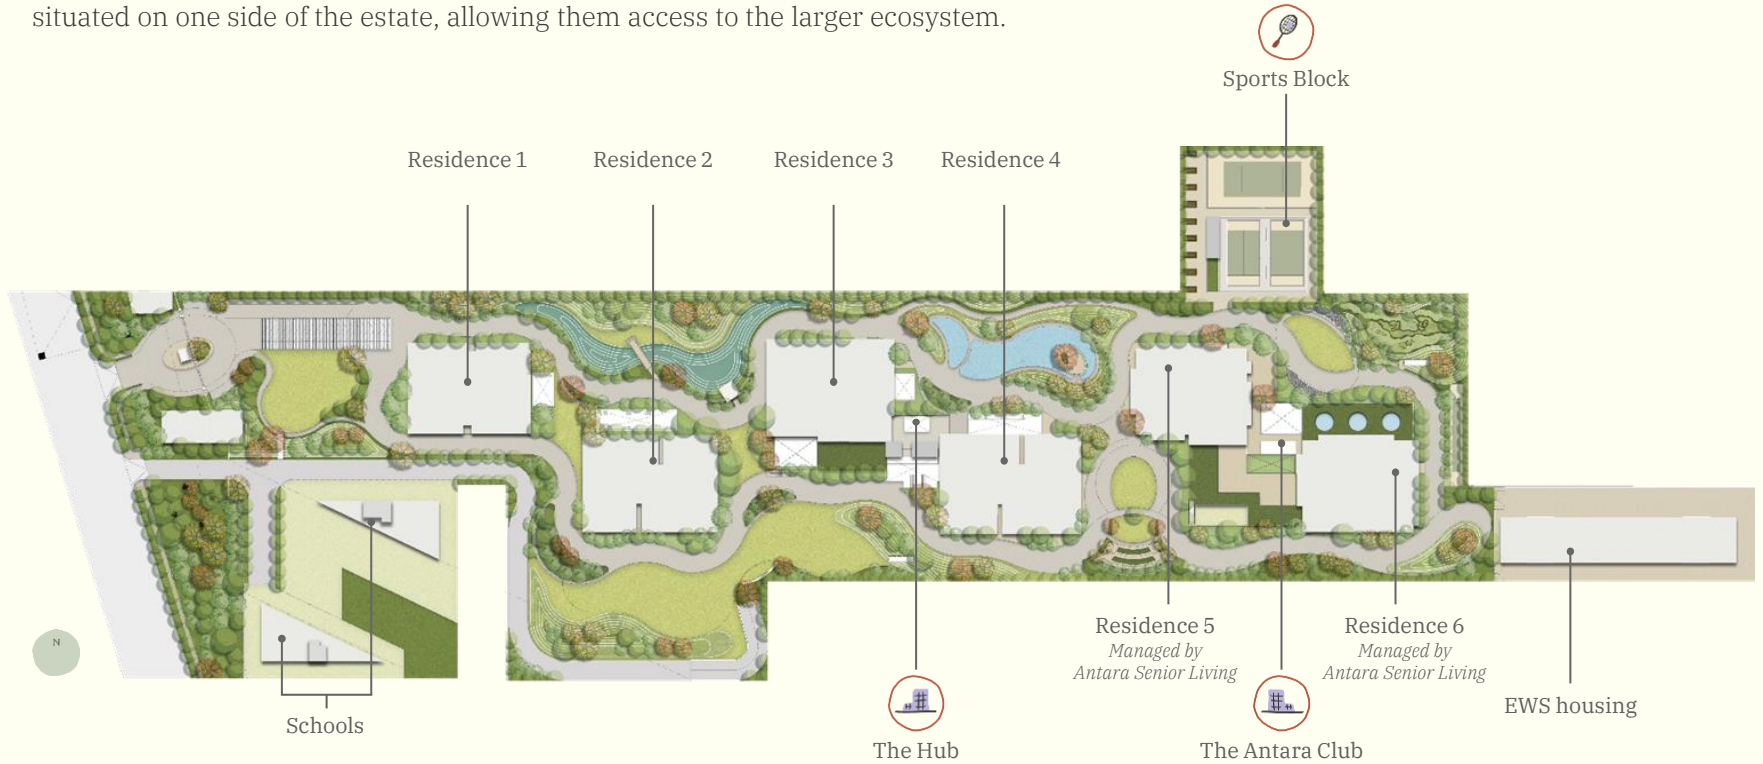 situated on one side of the estate, allowing them access to the larger ecosystem.
Sports Block
Residence 1
Residence 2
Residence 3
Residence 4
N
Residence 5
Managed by
Antara Senior Living
Residence 6
Managed by
Antara Senior Living
EWS housing
Schools
The Hub
The Antara Club